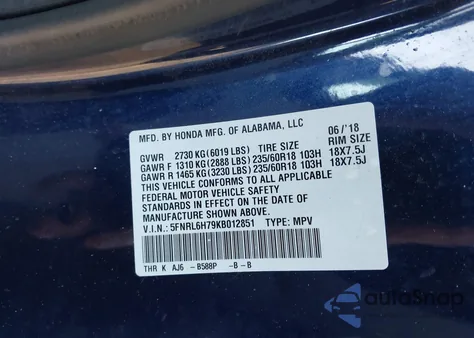 MFD. BY HONDA MFG. OF ALABAMA, LLC 06/'18
GVWR 2730 KG(6019 LBS) TIRE SIZE RIM SIZE
GAWR F 1310 KG(2888 LBS) 235/60R18 103H 18X7.5J
GAWR R 1465 KG(3230 LBS) 235/60R18 103H 18X7.5J
THIS VEHICLE CONFORMS TO ALL APPLICABLE
FEDERAL MOTOR VEHICLE SAFETY
STANDARDS IN EFFECT ON THE DATE OF
MANUFACTURE SHOWN ABOVE.
V.I.N.: 5FNRL6H79KB012851 TYPE: MPV
THR K AJ6 -B588P -B-B
autoSnap